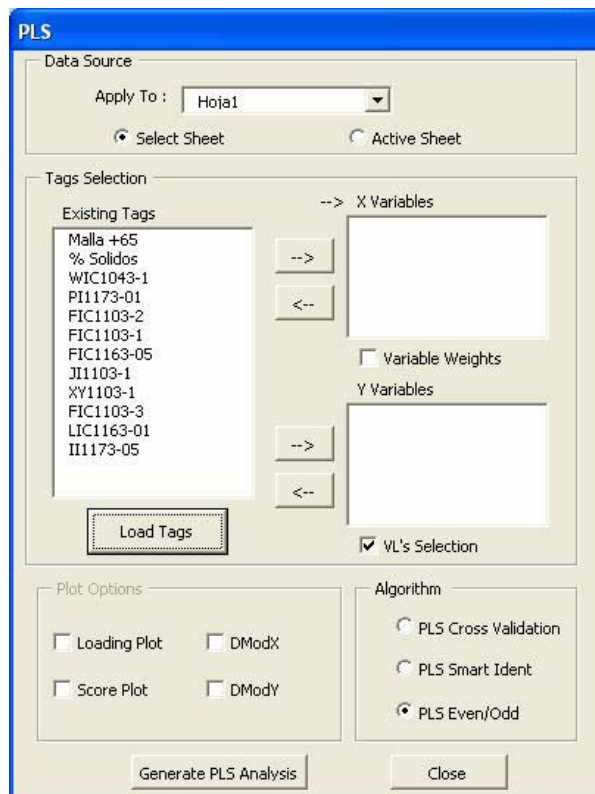 PLS
Data Source
Apply To :
Hoja1
Select Sheet
Active Sheet
Tags Selection
Existing Tags
Malla +65
% Solidos
WIC1043-1
PI1173-01
FIC1103-2
FIC1103-1
FIC1163-05
JI1103-1
XY1103-1
FIC1103-3
LIC1163-01
II1173-05
Load Tags
--> X Variables
-->
<--
Variable Weights
Y Variables
-->
<--
VL's Selection
Plot Options
Loading Plot
DModX
Score Plot
DModY
Algorithm
PLS Cross Validation
PLS Smart Ident
PLS Even/Odd
Generate PLS Analysis
Close